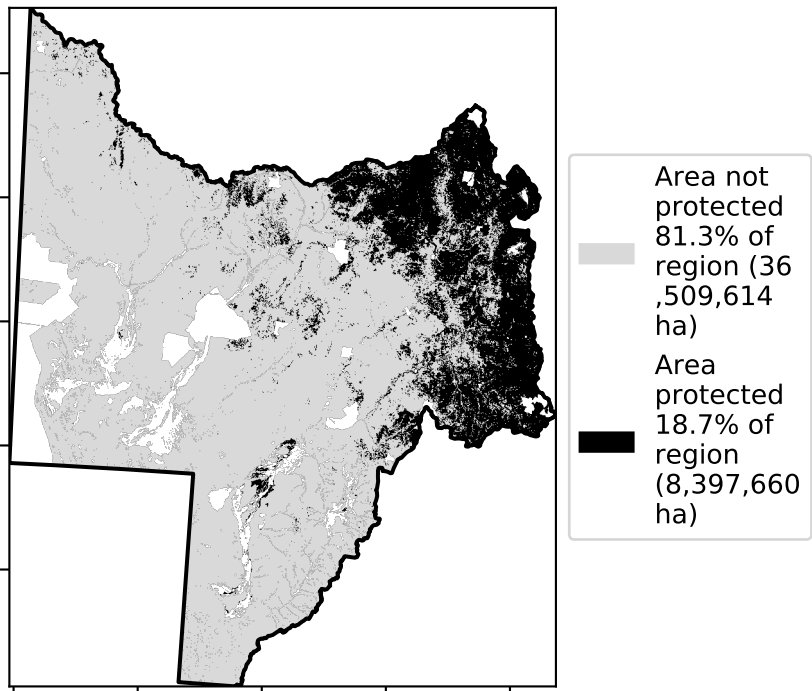 Area not
protected
81.3% of
region (36
,509,614
ha)
Area
protected
18.7% of
region
(8,397,660
ha)